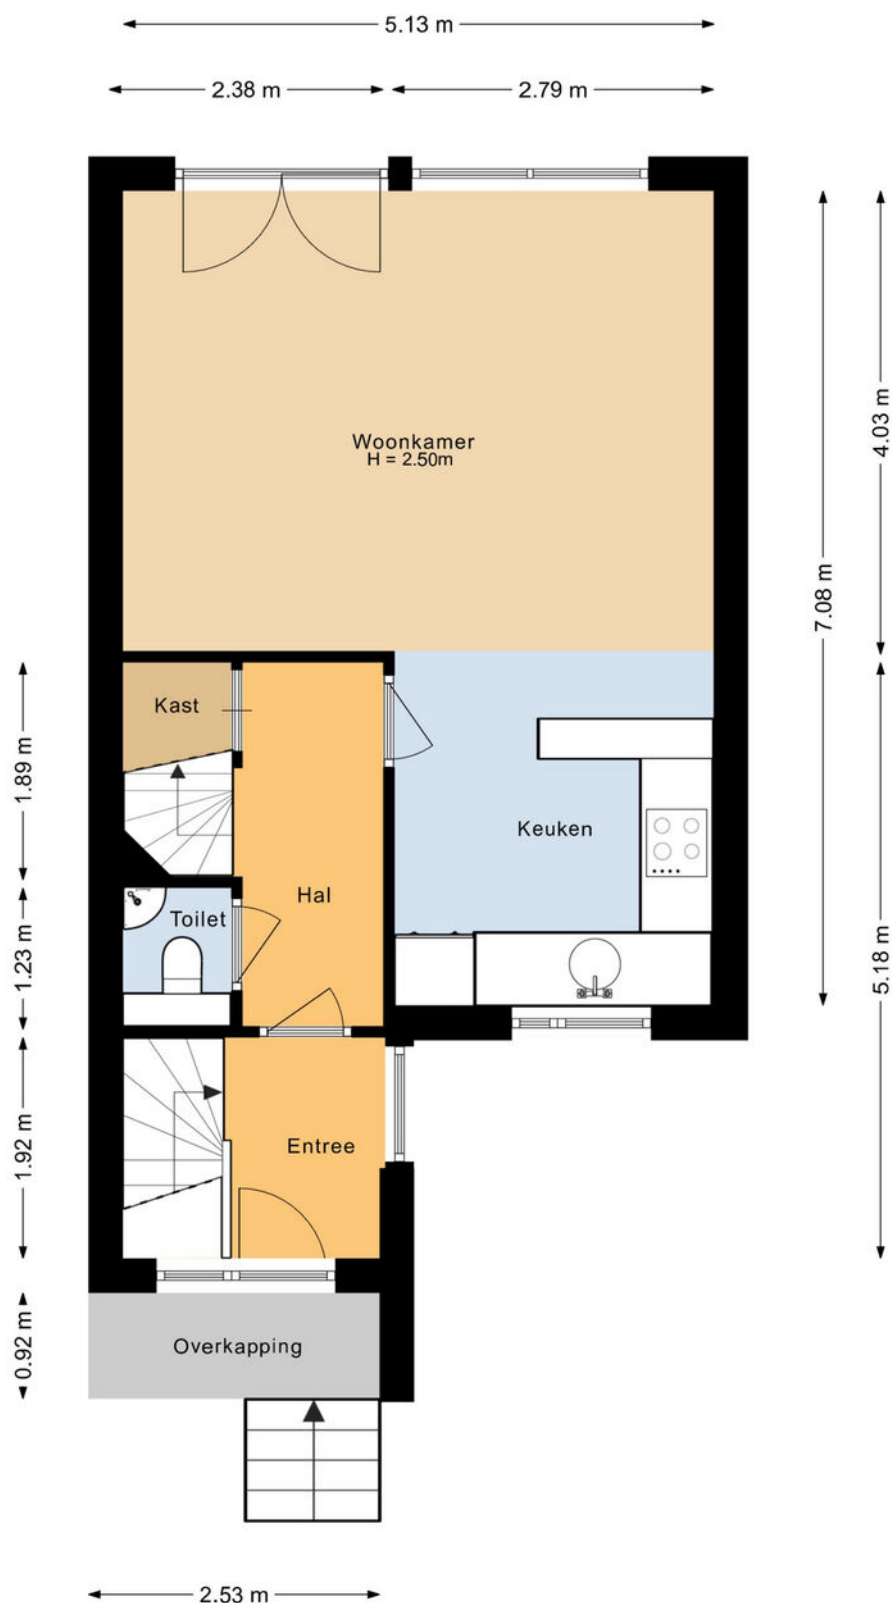 5.13 m
2.38 m
2.79 m
Woonkamer
H = 2.50m
4.03 m
7.08 m
Kast
1.89 m
Keuken
Hal
Toilet
1.23 m
5.18 m
Entree
1.92 m
Overkapping
0.92 m
2.53 m